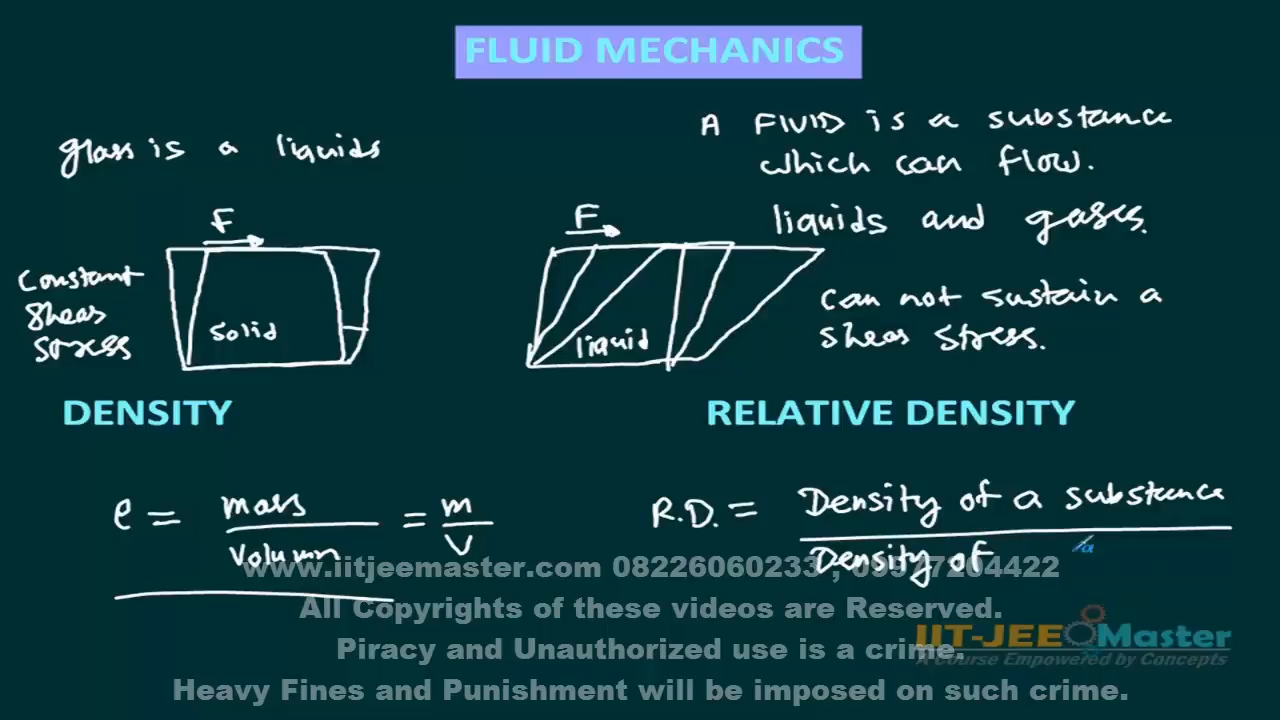 FLUID MECHANICS
glass is a liquids
A FLUID is a substance
which can flow.
liquids and gases.
F
F
Constant
shear
stress
solid
liquid
can not sustain a
shear stress.
DENSITY
RELATIVE DENSITY
ρ = mass / volumn = m / V
R.D. = Density of a substance
Density of
www.iitjeemaster.com 08226060233 , 09977204422
All Copyrights of these videos are Reserved.
IIT-JEE Master
Piracy and Unauthorized use is a crime.
A Course Empowered by Concepts
Heavy Fines and Punishment will be imposed on such crime.